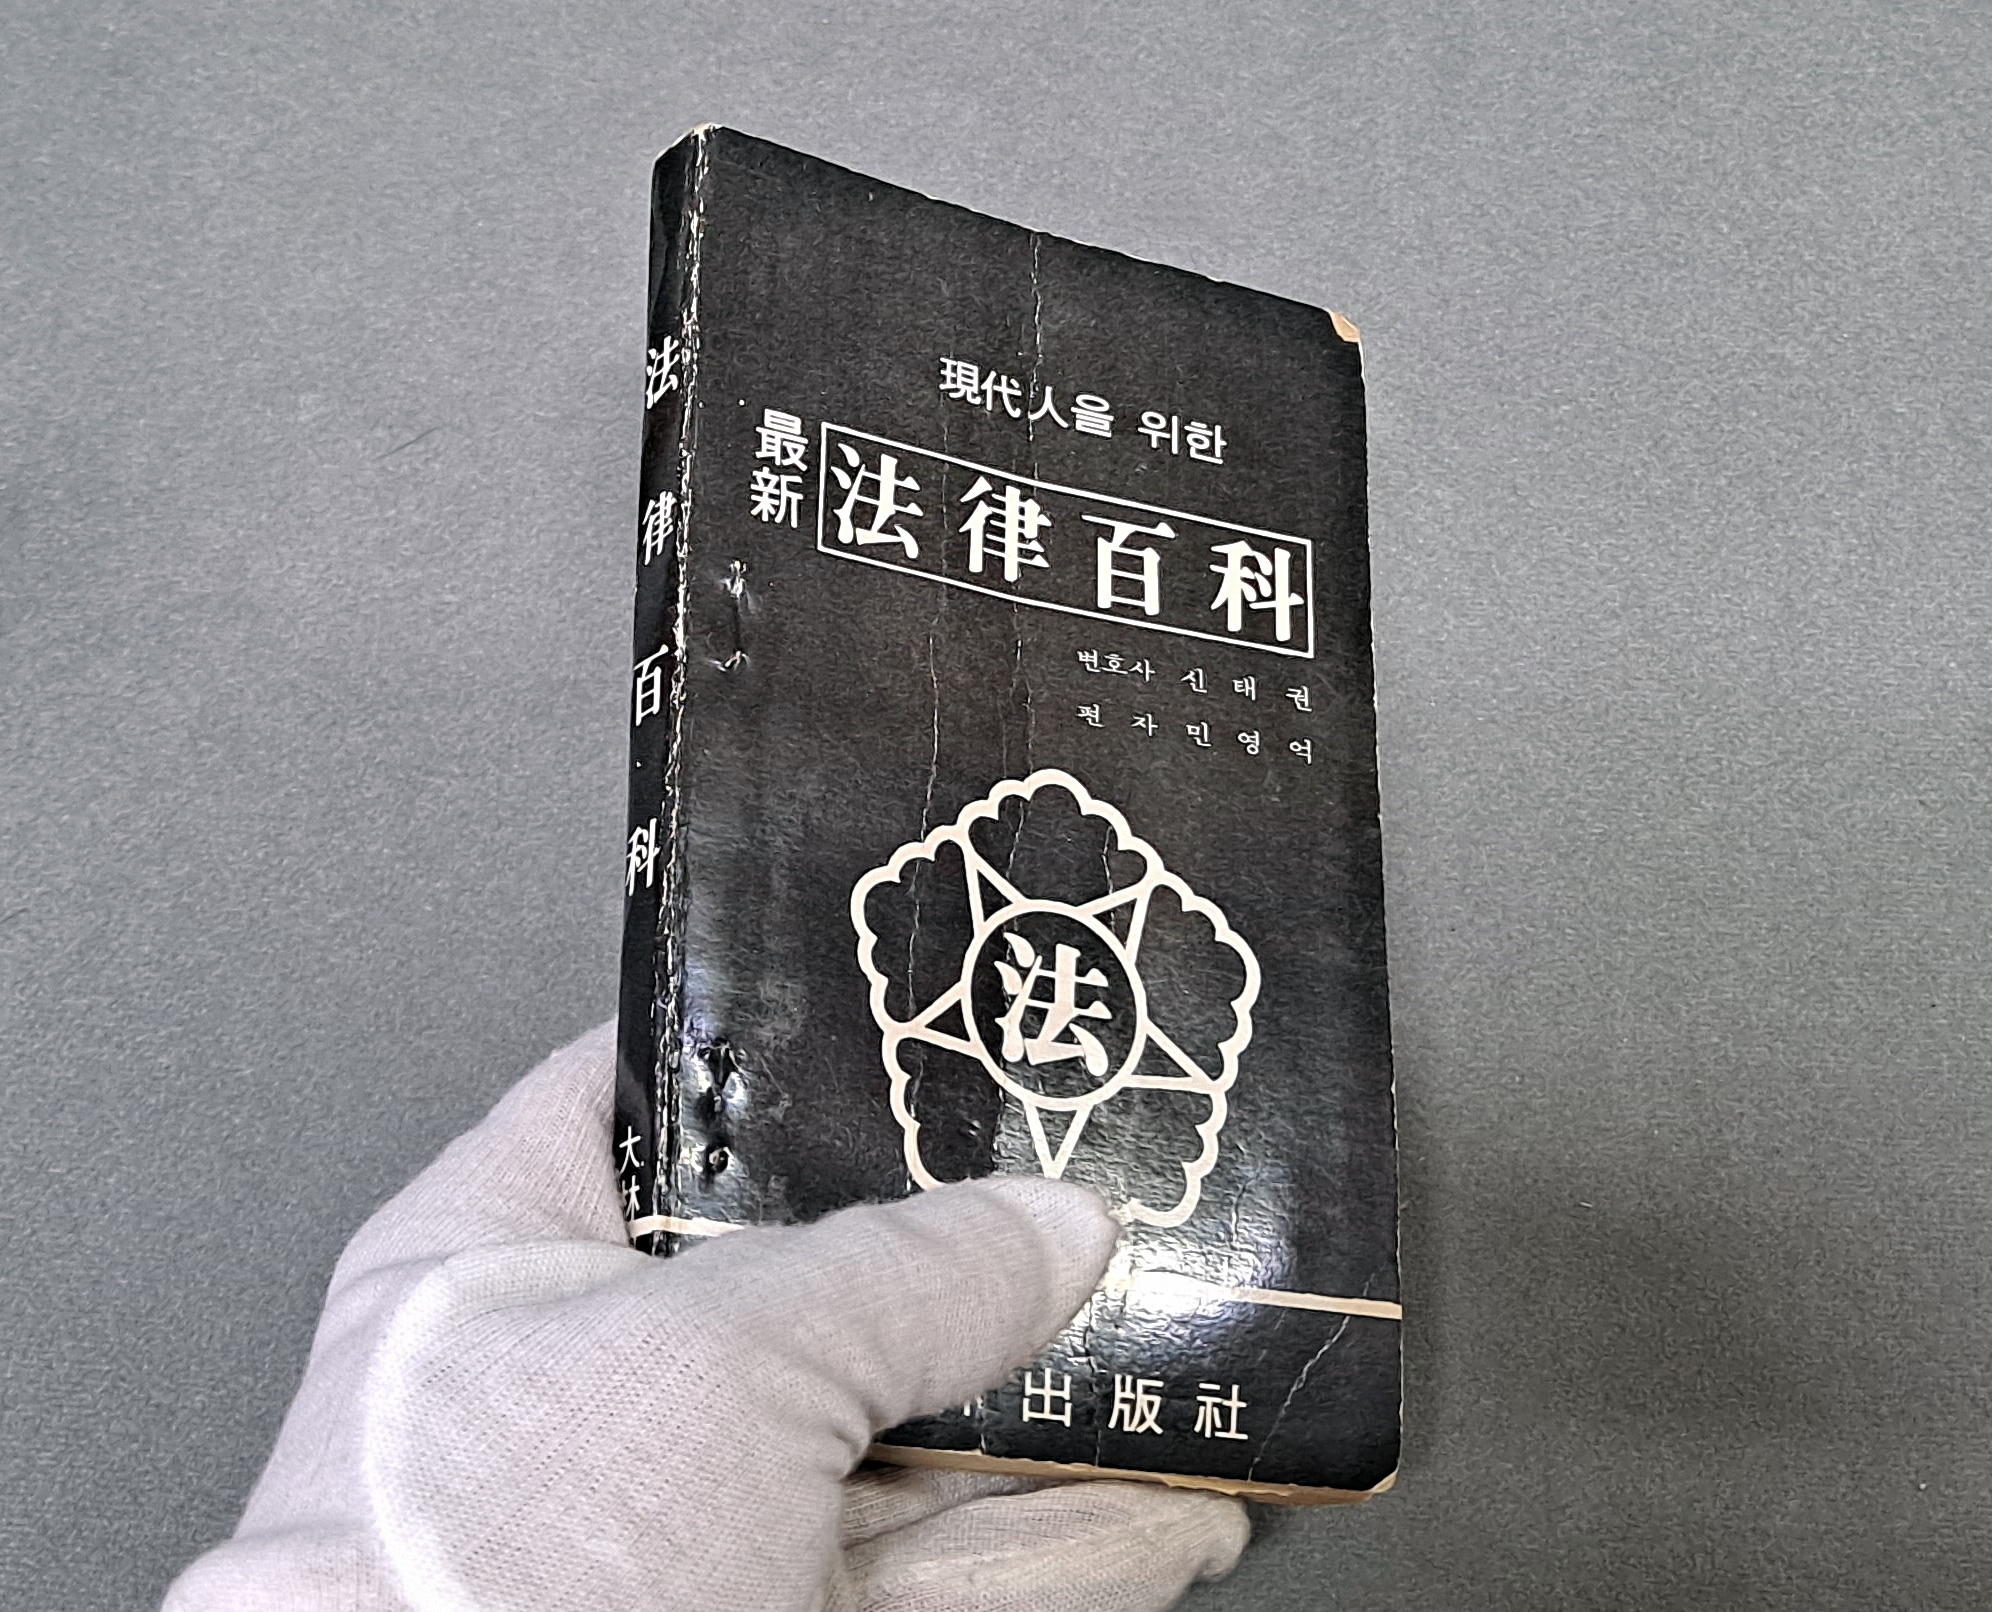 現代人을 위한
最新
法律百科
변호사 신태권
편자 민영억
法
出版社
法律百科
大林